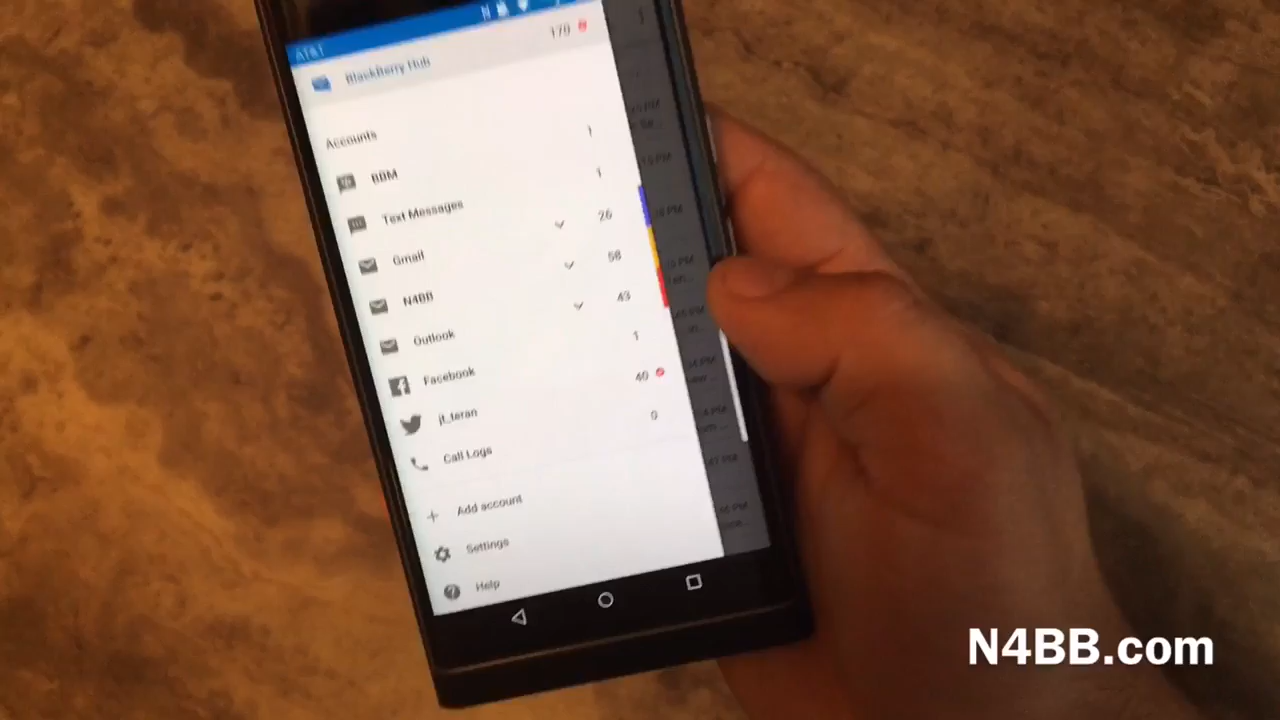 AT&T
BlackBerry Hub 179
Accounts
BBM 1
Text Messages 1
Gmail 26
N4BB 58
Outlook 43
Facebook 1
jt_teran 40
Call Logs 0
Add account
Settings
Help
N4BB.com